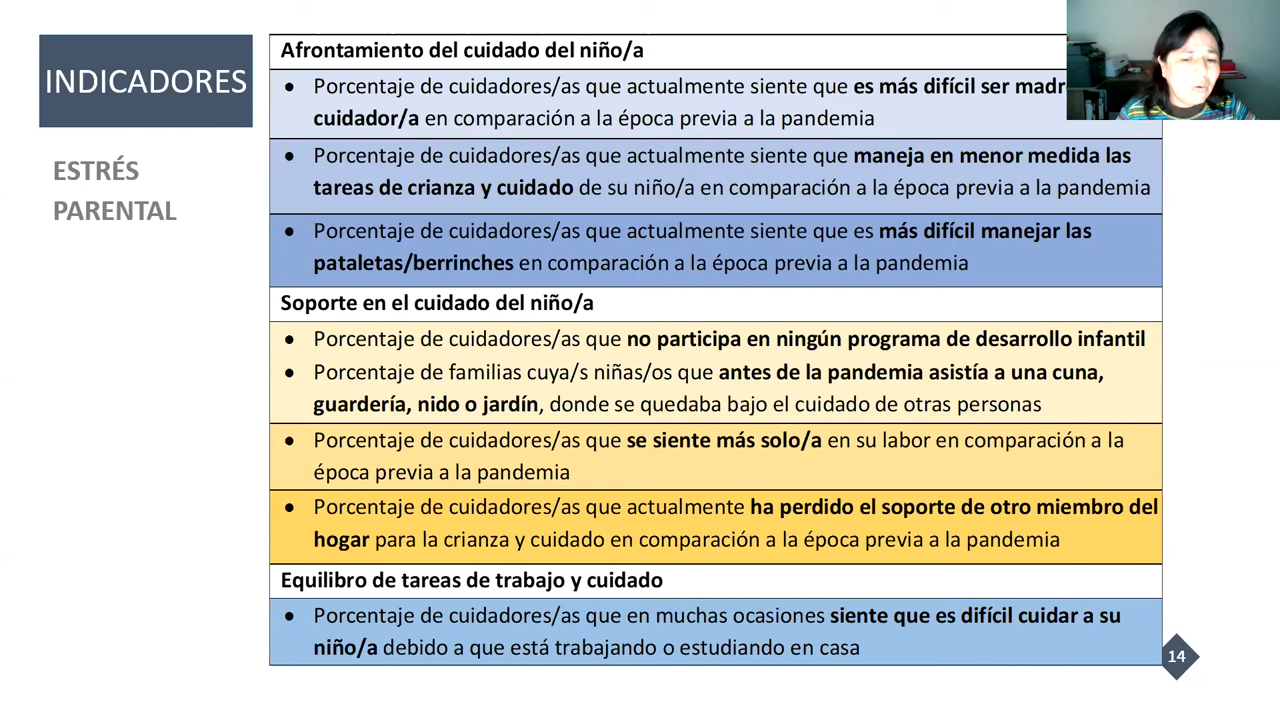 INDICADORES
ESTRÉS
PARENTAL
Afrontamiento del cuidado del niño/a
• Porcentaje de cuidadores/as que actualmente siente que es más difícil ser
cuidador/a en comparación a la época previa a la pandemia
• Porcentaje de cuidadores/as que actualmente siente que maneja en menor medida las
tareas de crianza y cuidado de su niño/a en comparación a la época previa a la pandemia
• Porcentaje de cuidadores/as que actualmente siente que es más difícil manejar las
pataletas/berrinches en comparación a la época previa a la pandemia
Soporte en el cuidado del niño/a
• Porcentaje de cuidadores/as que no participa en ningún programa de desarrollo infantil
• Porcentaje de familias cuya/s niñas/os que antes de la pandemia asistía a una cuna,
guardería, nido o jardín, donde se quedaba bajo el cuidado de otras personas
• Porcentaje de cuidadores/as que se siente más solo/a en su labor en comparación a la
época previa a la pandemia
• Porcentaje de cuidadores/as que actualmente ha perdido el soporte de otro miembro del
hogar para la crianza y cuidado en comparación a la época previa a la pandemia
Equilibro de tareas de trabajo y cuidado
• Porcentaje de cuidadores/as que en muchas ocasiones siente que es difícil cuidar a su
niño/a debido a que está trabajando o estudiando en casa
14